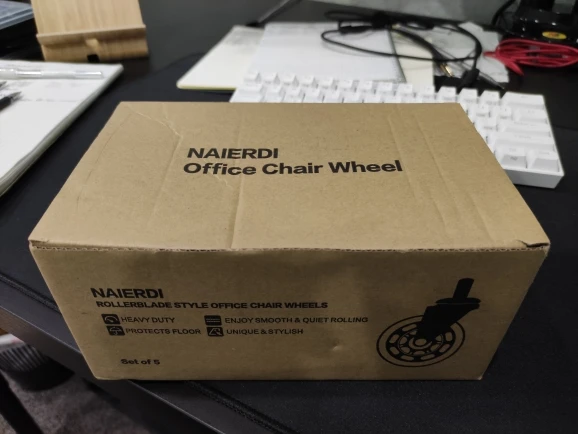 NAIERDI
Office Chair Wheel
NAIERDI
ROLLERBLADE STYLE OFFICE CHAIR WHEELS
HEAVY DUTY
ENJOY SMOOTH & QUIET ROLLING
PROTECTS FLOOR
UNIQUE & STYLISH
Set of 5